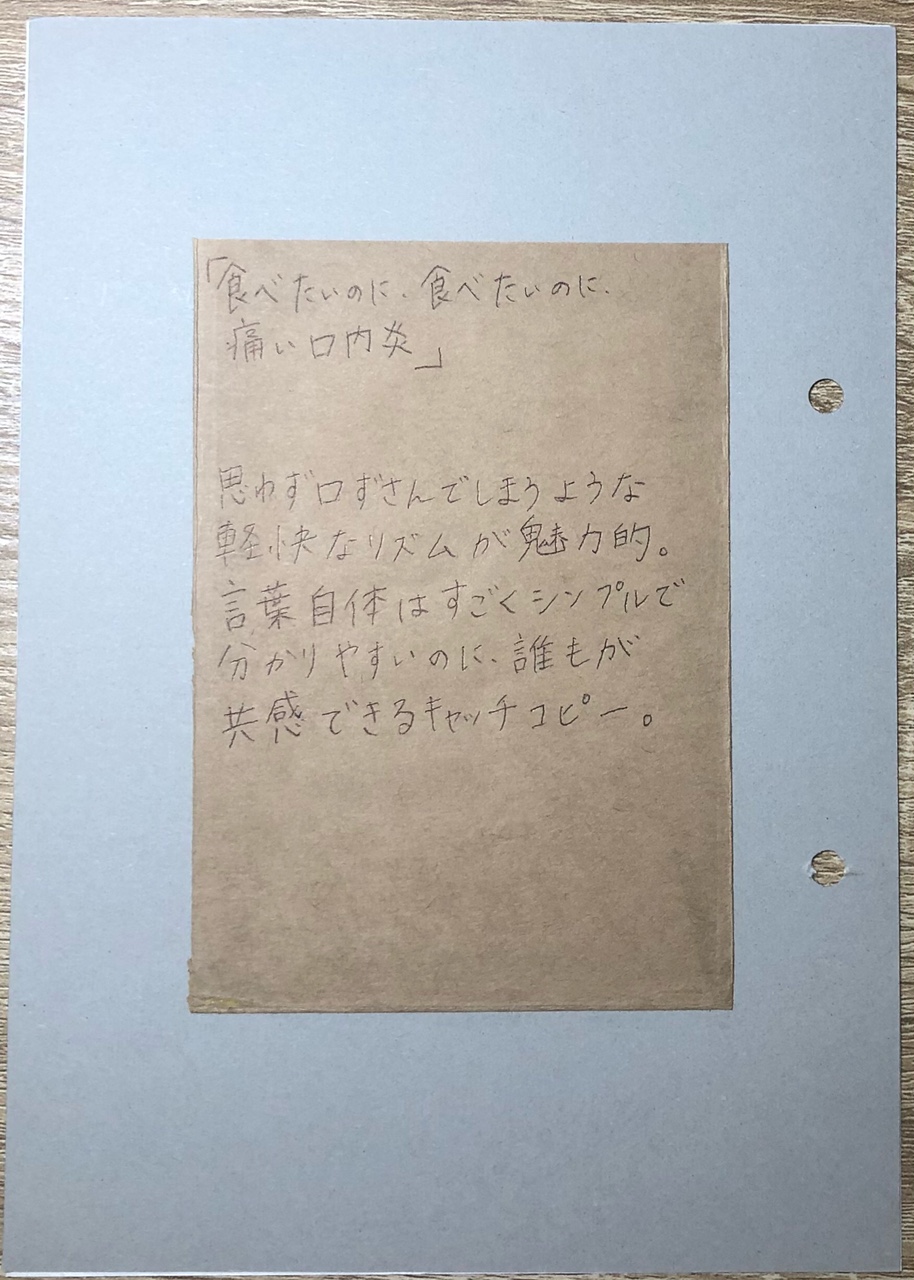 「食べたいのに、食べたいのに、
痛い口内炎」
思わず口ずさんでしまうような
軽快なリズムが魅力的。
言葉自体はすごくシンプルで
分かりやすいのに、誰もが
共感できるキャッチコピー。